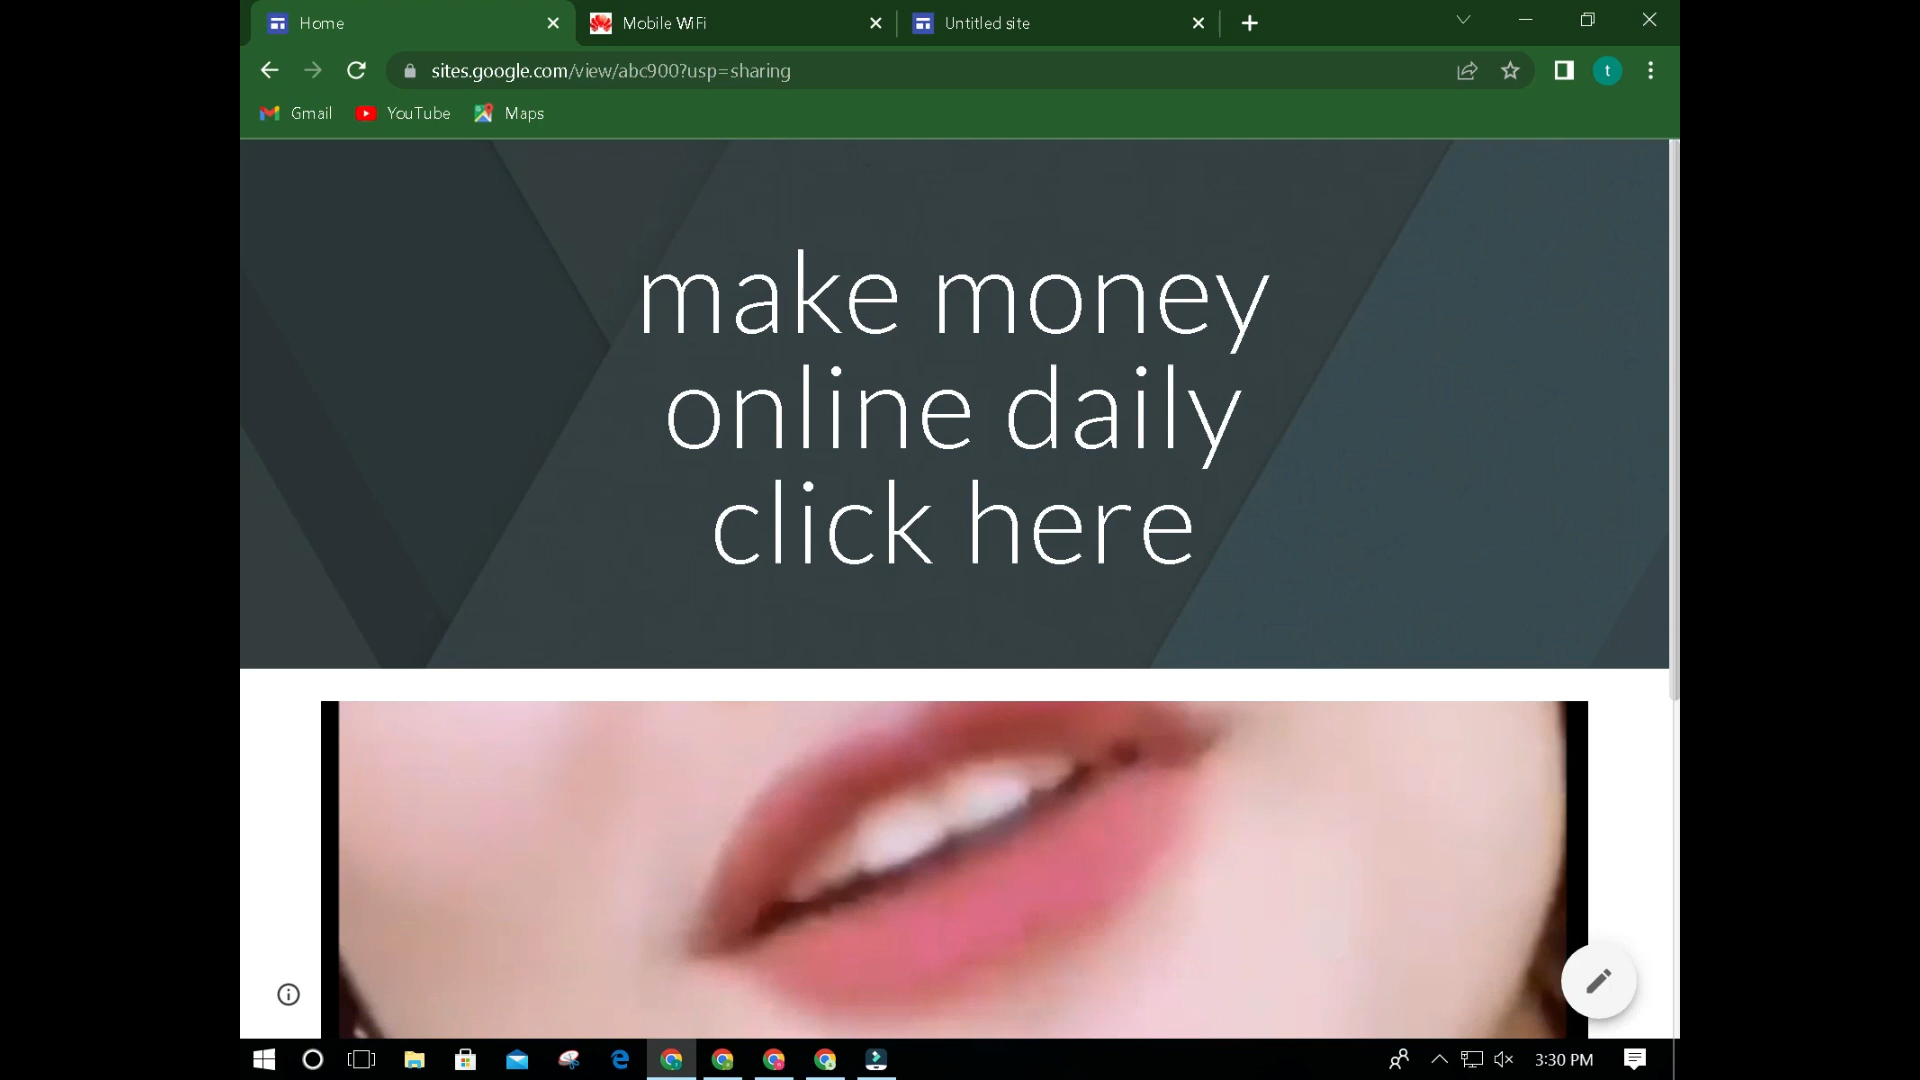 Home
Mobile WiFi
Untitled site
sites.google.com/view/abc900?usp=sharing
t
Gmail
YouTube
Maps
make money
online daily
click here
3:30 PM